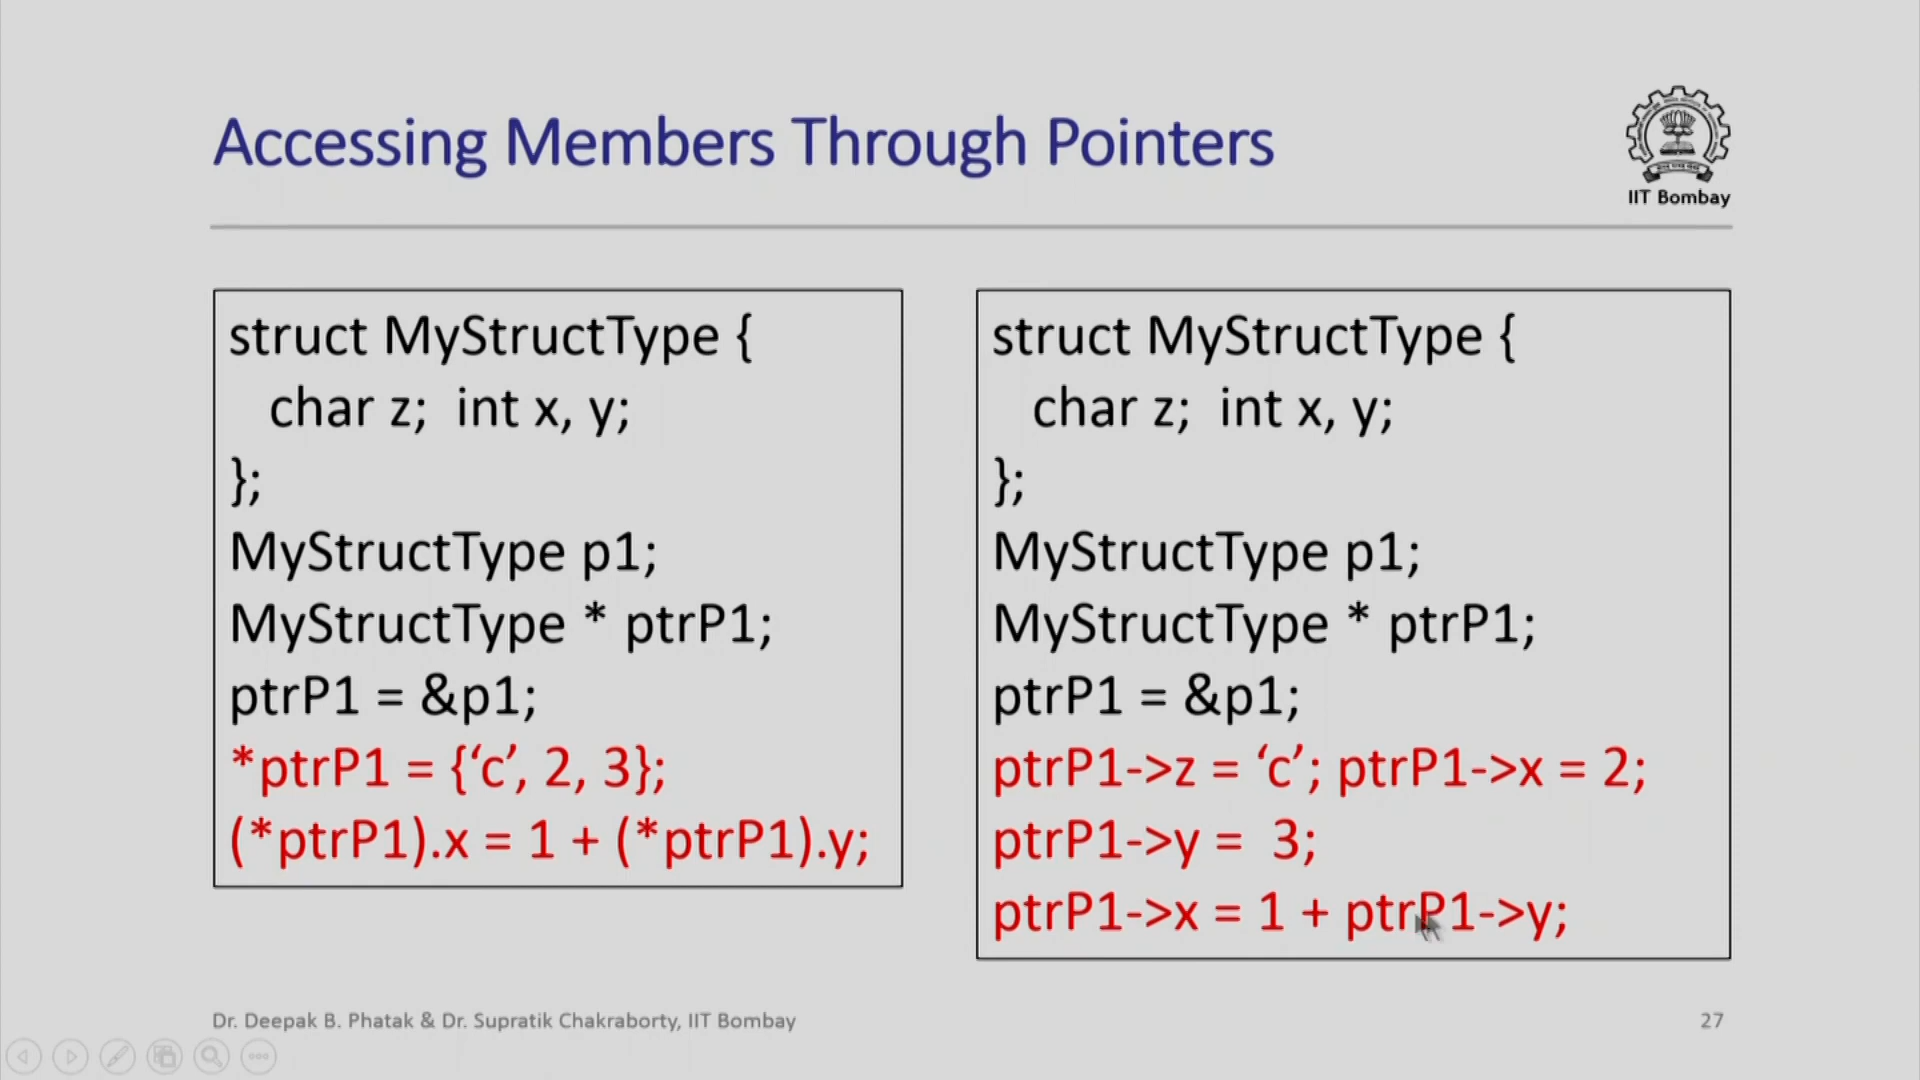 Accessing Members Through Pointers
IIT Bombay
struct MyStructType {
char z;  int x, y;
};
MyStructType p1;
MyStructType * ptrP1;
ptrP1 = &p1;
*ptrP1 = {‘c’, 2, 3};
(*ptrP1).x = 1 + (*ptrP1).y;
struct MyStructType {
char z;  int x, y;
};
MyStructType p1;
MyStructType * ptrP1;
ptrP1 = &p1;
ptrP1->z = ‘c’; ptrP1->x = 2;
ptrP1->y =  3;
ptrP1->x = 1 + ptrP1->y;
Dr. Deepak B. Phatak & Dr. Supratik Chakraborty, IIT Bombay
27